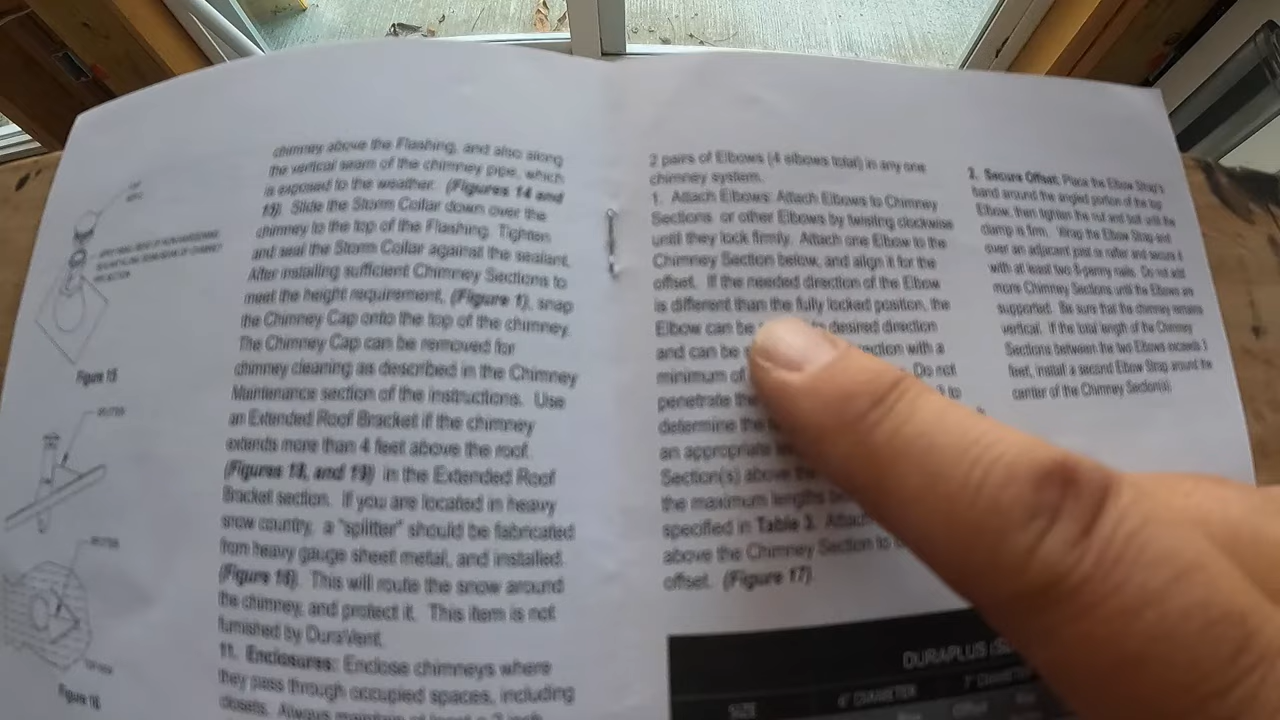 chimney above the Flashing, and also along
the vertical seam of the chimney pipe, which
is exposed to the weather. (Figures 14 and
15). Slide the Storm Collar down over the
chimney to the top of the Flashing. Tighten
and seal the Storm Collar against the sealant.
After installing sufficient Chimney Sections to
meet the height requirement, (Figure 1), snap
the Chimney Cap onto the top of the chimney.
The Chimney Cap can be removed for
chimney cleaning as described in the Chimney
Maintenance section of the instructions. Use
an Extended Roof Bracket if the chimney
extends more than 4 feet above the roof.
(Figures 18, and 19) in the Extended Roof
Bracket section. If you are located in heavy
snow country, a "splitter" should be fabricated
from heavy gauge sheet metal, and installed.
(Figure 16). This will route the snow around
the chimney, and protect it. This item is not
furnished by DuraVent.
11. Enclosures: Enclose chimneys where
they pass through occupied spaces, including
closets. Always maintain at least a 2 inch
Figure 15
Figure 16
2 pairs of Elbows (4 elbows total) in any one
chimney system.
1. Attach Elbows: Attach Elbows to Chimney
Sections or other Elbows by twisting clockwise
until they lock firmly. Attach one Elbow to the
Chimney Section below, and align it for the
offset. If the needed direction of the Elbow
is different than the fully locked position, the
Elbow can be desired direction
and can be with a
minimum of Do not
penetrate the
determine the
an appropriate
Section(s) above
the maximum lengths
specified in Table 3.
above the Chimney Section to
offset. (Figure 17)
2. Secure Offset: Place the Elbow Strap's
band around the angled portion of the top
Elbow, then tighten the nut and bolt until the
clamp is firm. Wrap the Elbow Strap end
over an adjacent joist or rafter and secure it
with at least two 8-penny nails. Do not add
more Chimney Sections until the Elbows are
supported. Be sure that the chimney remains
vertical. If the total length of the Chimney
Sections between the two Elbows exceeds 3
feet, install a second Elbow Strap around the
center of the Chimney Section(s)
DURAPLUS
SIZE 6" DIAMETER